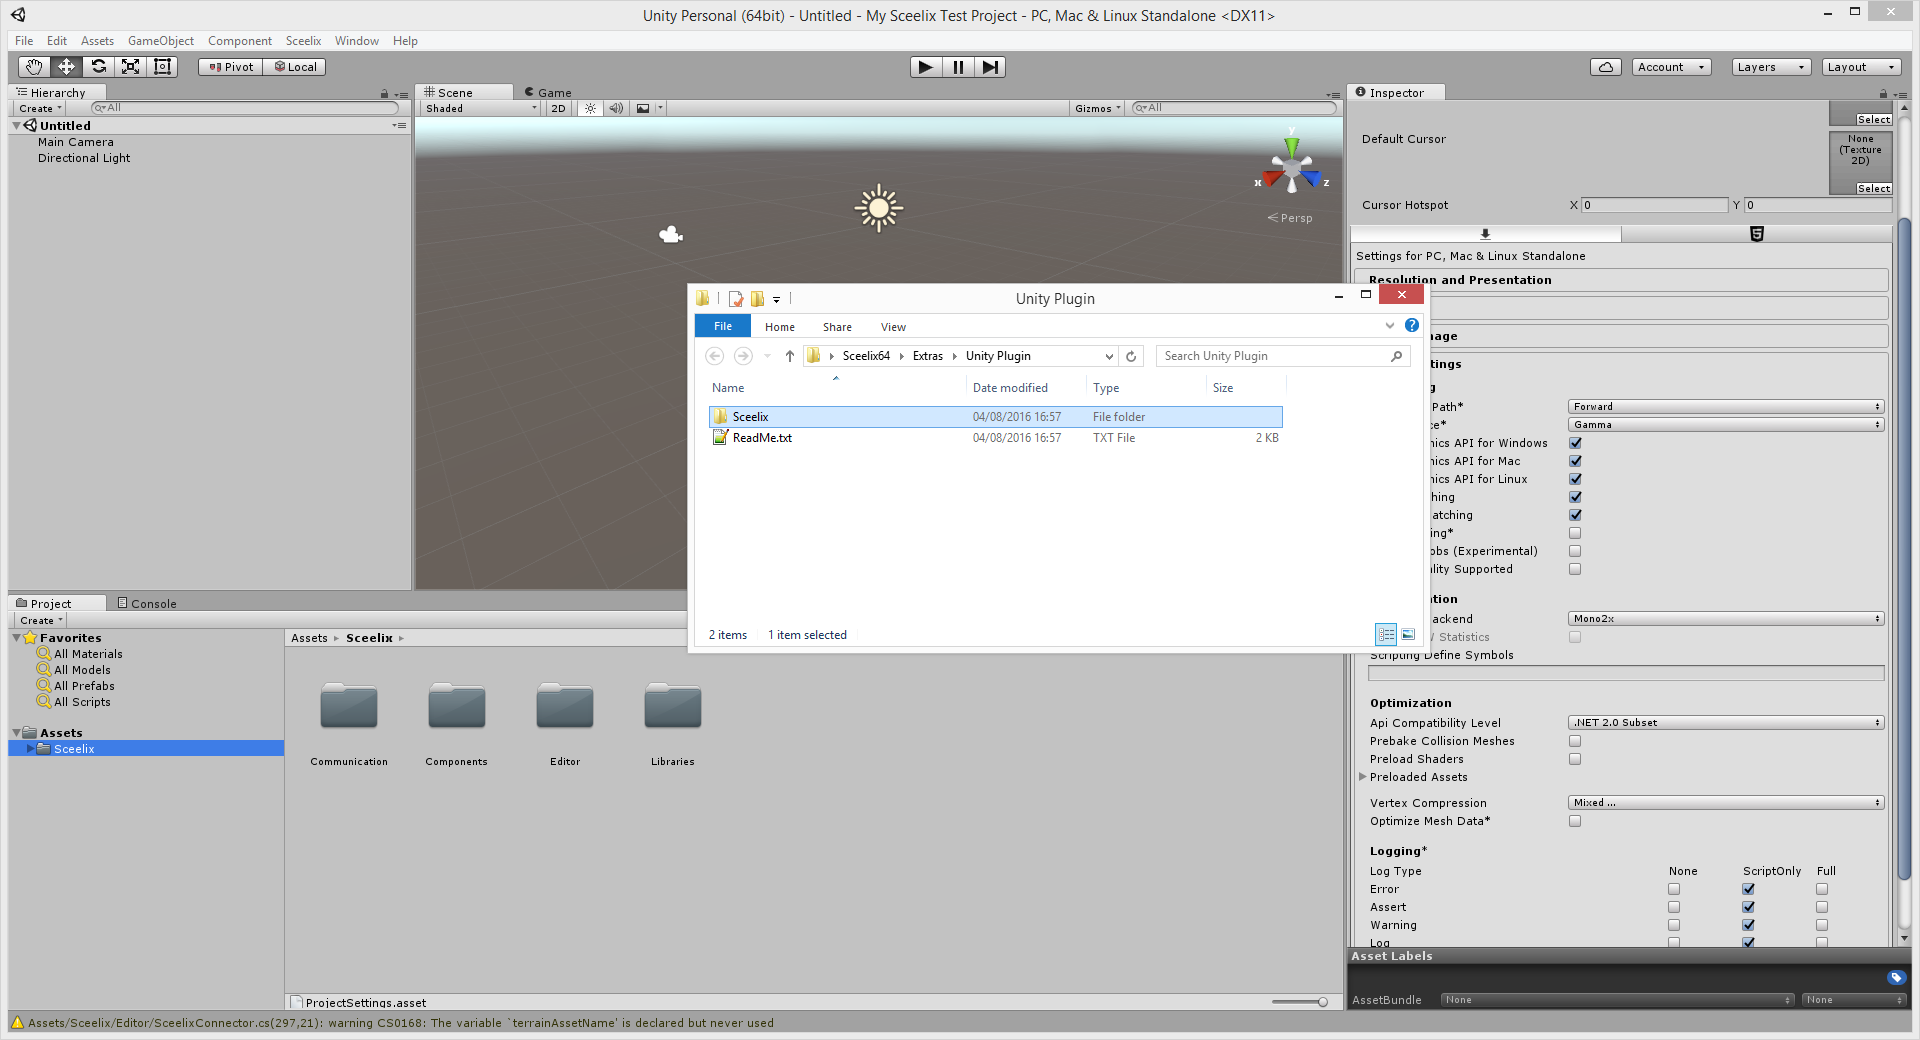 Unity Personal (64bit) - Untitled - My Sceelix Test Project - PC, Mac & Linux Standalone <DX11>
File Edit Assets GameObject Component Sceelix Window Help
Pivot Local Account Layers Layout
Hierarchy
Create All
Untitled
Main Camera
Directional Light
Scene Game
Shaded 2D Gizmos All
y
x z
Persp
Inspector
Select
Default Cursor
None
(Texture
2D)
Select
Cursor Hotspot X 0 Y 0
Settings for PC, Mac & Linux Standalone
Resolution and Presentation
Unity Plugin
File Home Share View
Sceelix64 Extras Unity Plugin Search Unity Plugin
Name Date modified Type Size
Sceelix 04/08/2016 16:57 File folder
ReadMe.txt 04/08/2016 16:57 TXT File 2 KB
2 items 1 item selected
nage
tings
g
Path* Forward
ce* Gamma
nics API for Windows
nics API for Mac
nics API for Linux
hing
atching
ing*
obs (Experimental)
lity Supported
tion
ackend Mono2x
Statistics
Scripting Define Symbols
Optimization
Api Compatibility Level .NET 2.0 Subset
Prebake Collision Meshes
Preload Shaders
Preloaded Assets
Vertex Compression Mixed ...
Optimize Mesh Data*
Logging*
Log Type None ScriptOnly Full
Error
Assert
Warning
Log
Asset Labels
AssetBundle None None
Project Console
Create
Favorites
All Materials
All Models
All Prefabs
All Scripts
Assets
Sceelix
Assets Sceelix
Communication Components Editor Libraries
ProjectSettings.asset
Assets/Sceelix/Editor/SceelixConnector.cs(297,21): warning CS0168: The variable `terrainAssetName' is declared but never used